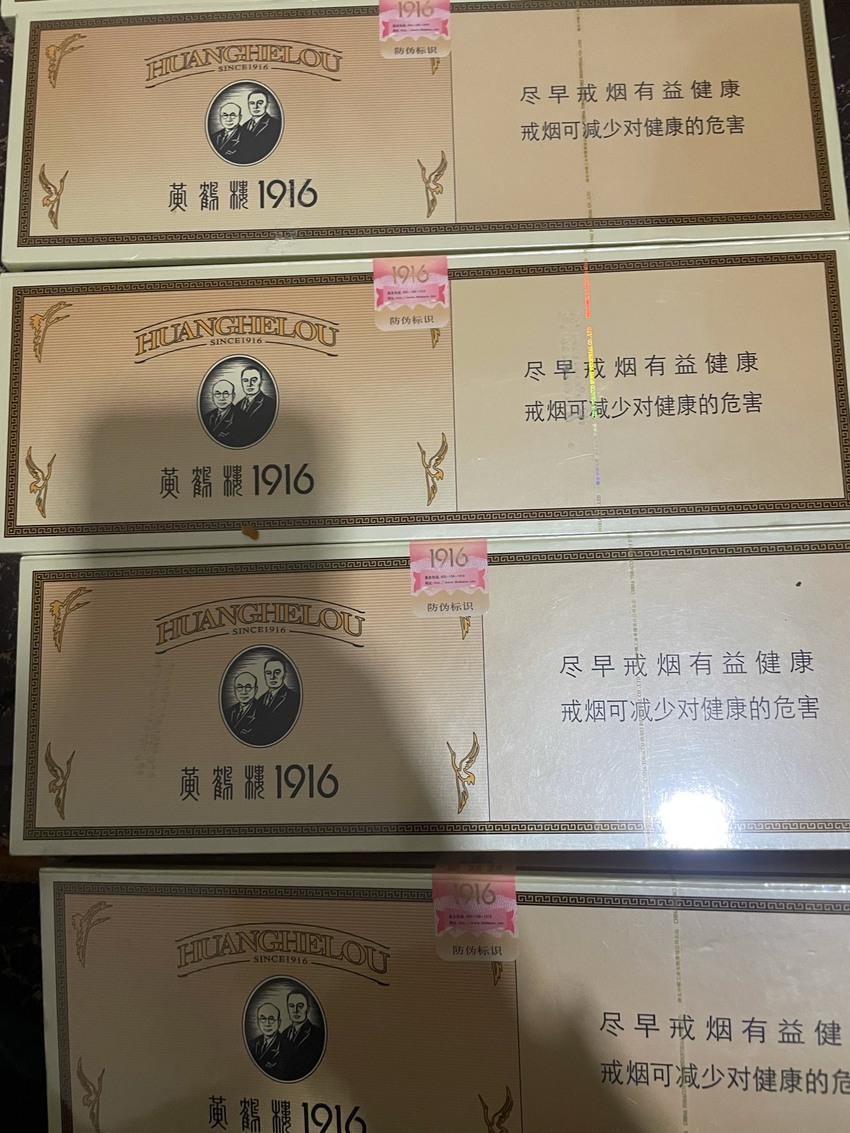 1916
防伪标识
HUANGHELOU
SINCE1916
黄鹤楼1916
尽早戒烟有益健康
戒烟可减少对健康的危害
1916
防伪标识
HUANGHELOU
SINCE1916
黄鹤楼1916
尽早戒烟有益健康
戒烟可减少对健康的危害
1916
防伪标识
HUANGHELOU
SINCE1916
黄鹤楼1916
尽早戒烟有益健康
戒烟可减少对健康的危害
1916
防伪标识
HUANGHELOU
SINCE1916
黄鹤楼1916
尽早戒烟有益健
戒烟可减少对健康的危